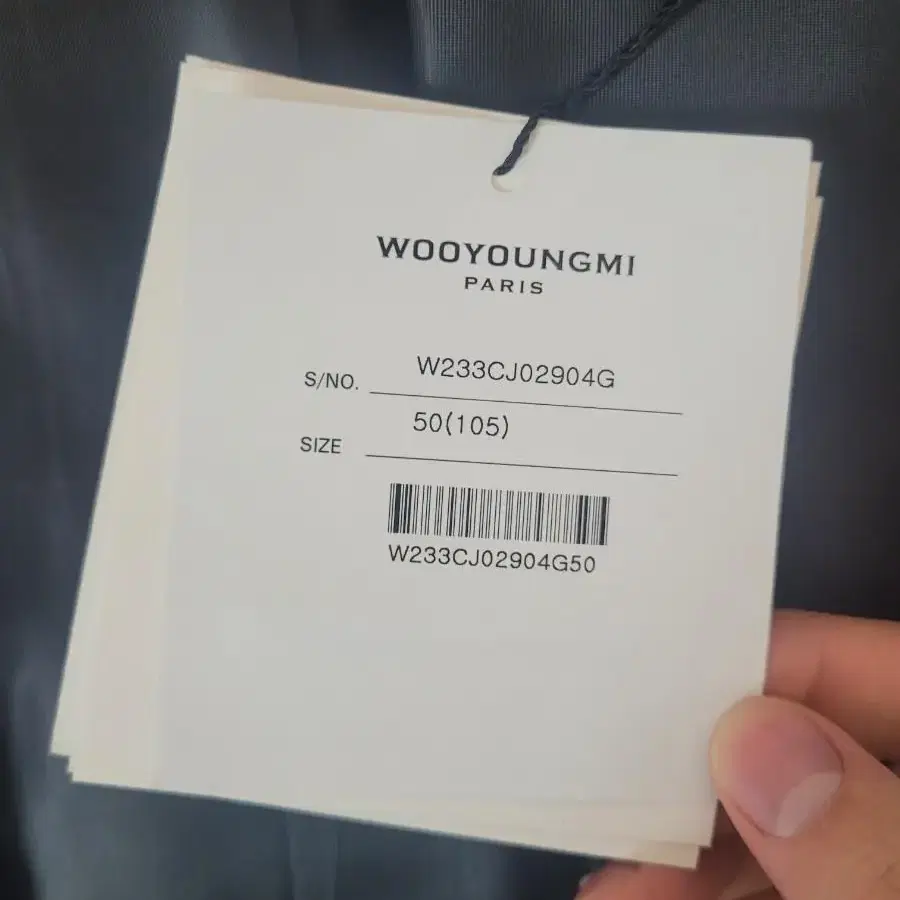 WOOYOUNGMI
PARIS
S/NO. W233CJ02904G
SIZE 50(105)
W233CJ02904G50